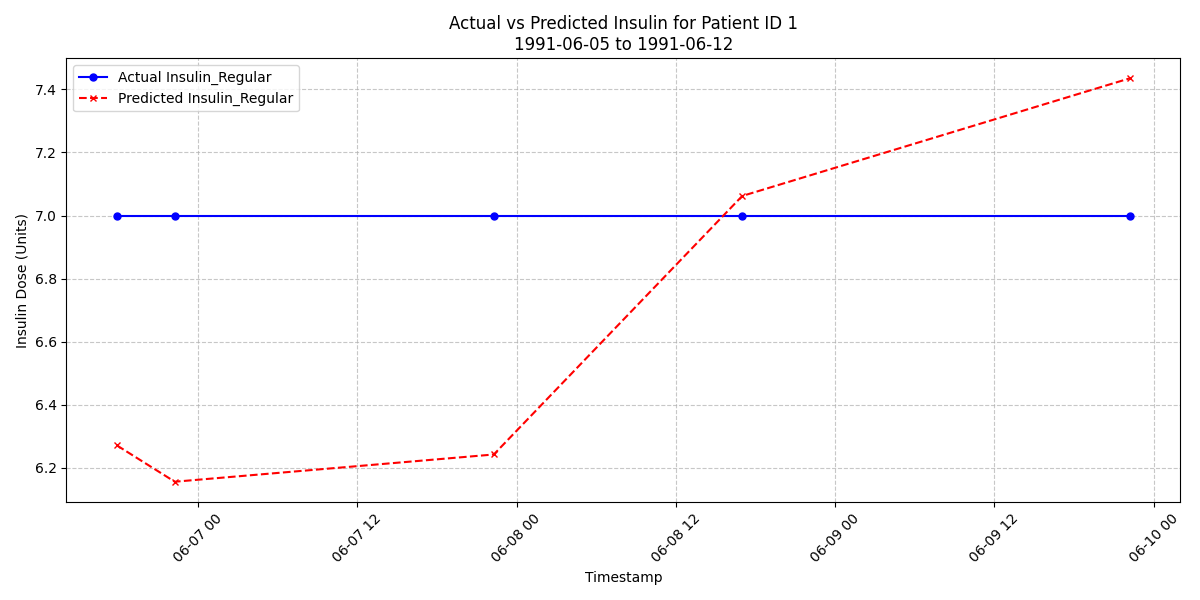 Actual vs Predicted Insulin for Patient ID 1
1991-06-05 to 1991-06-12
Actual Insulin_Regular
Predicted Insulin_Regular
Insulin Dose (Units)
7.4
7.2
7.0
6.8
6.6
6.4
6.2
06-07 00
06-07 12
06-08 00
06-08 12
06-09 00
06-09 12
06-10 00
Timestamp